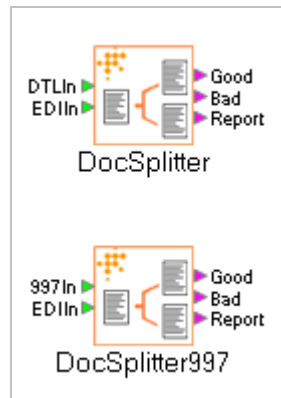 DTLIn
EDIIn
Good
Bad
Report
DocSplitter
997In
EDIIn
Good
Bad
Report
DocSplitter997